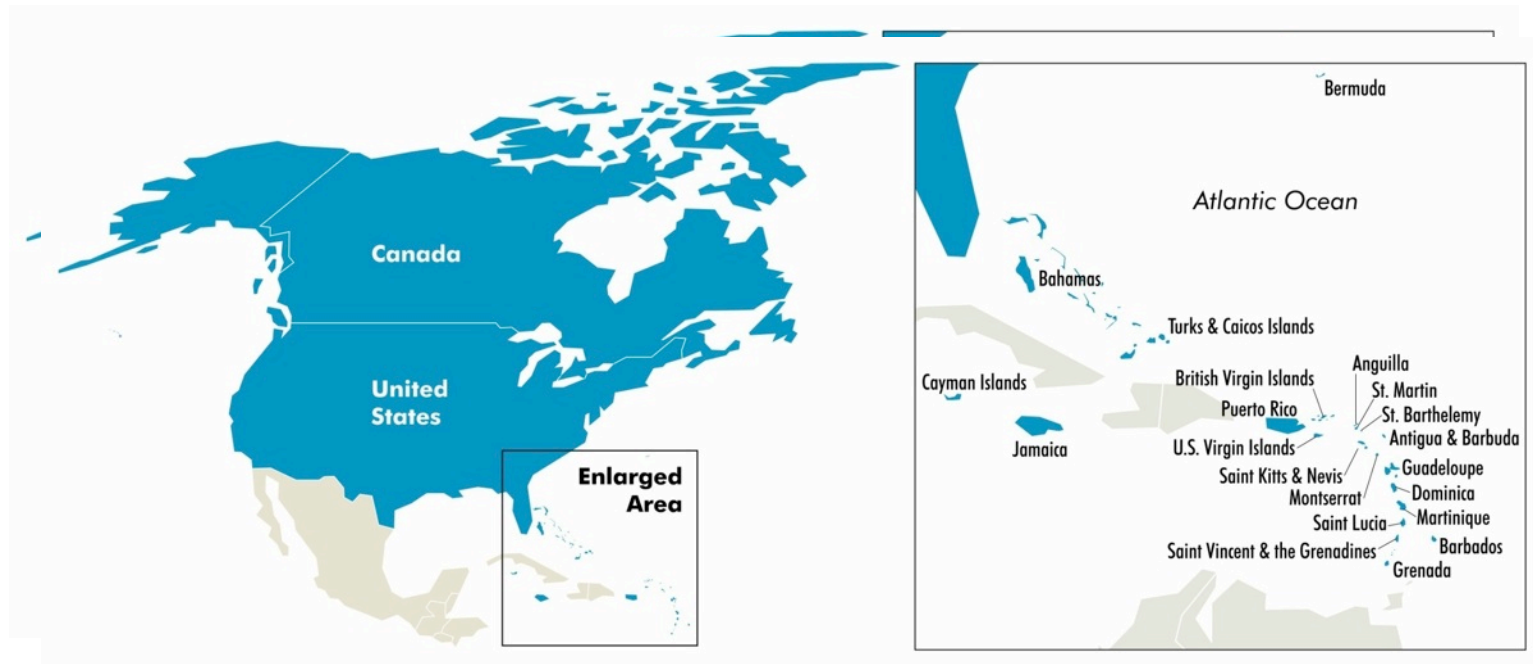 Canada
United
States
Enlarged
Area
Bermuda
Atlantic Ocean
Bahamas
Turks & Caicos Islands
Cayman Islands
Jamaica
British Virgin Islands
Puerto Rico
U.S. Virgin Islands
Anguilla
St. Martin
St. Barthelemy
Antigua & Barbuda
Saint Kitts & Nevis
Montserrat
Guadeloupe
Dominica
Martinique
Saint Lucia
Barbados
Saint Vincent & the Grenadines
Grenada